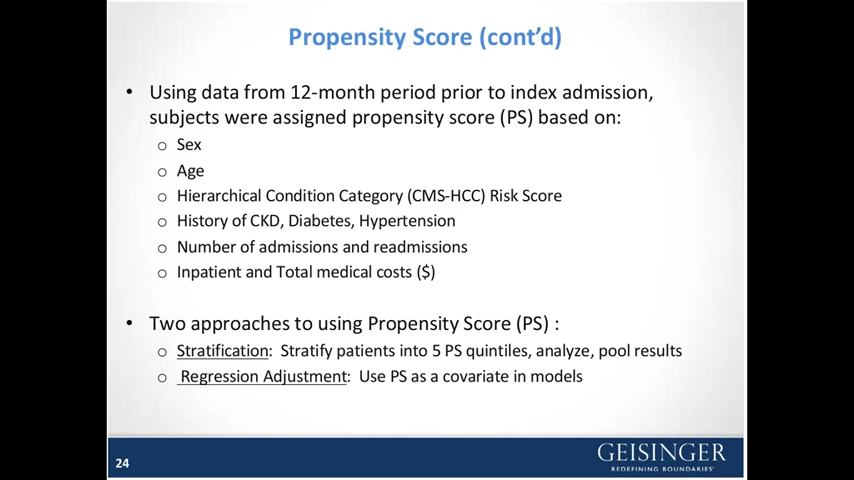 Propensity Score (cont’d)
• Using data from 12-month period prior to index admission,
subjects were assigned propensity score (PS) based on:
o Sex
o Age
o Hierarchical Condition Category (CMS-HCC) Risk Score
o History of CKD, Diabetes, Hypertension
o Number of admissions and readmissions
o Inpatient and Total medical costs ($)
• Two approaches to using Propensity Score (PS) :
o Stratification: Stratify patients into 5 PS quintiles, analyze, pool results
o Regression Adjustment: Use PS as a covariate in models
24
GEISINGER
REDEFINING BOUNDARIES